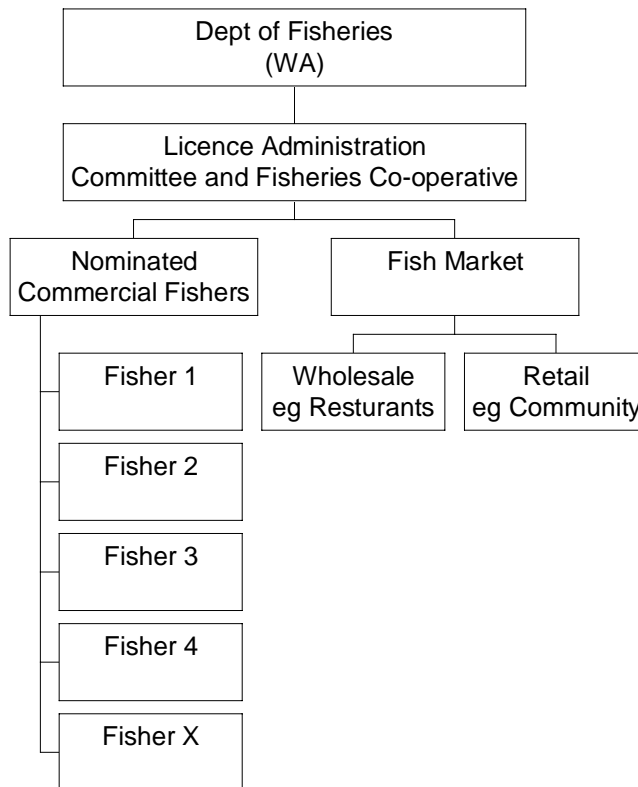 Dept of Fisheries
(WA)
Licence Administration
Committee and Fisheries Co-operative
Nominated
Commercial Fishers
Fish Market
Fisher 1
Fisher 2
Fisher 3
Fisher 4
Fisher X
Wholesale
eg Resturants
Retail
eg Community